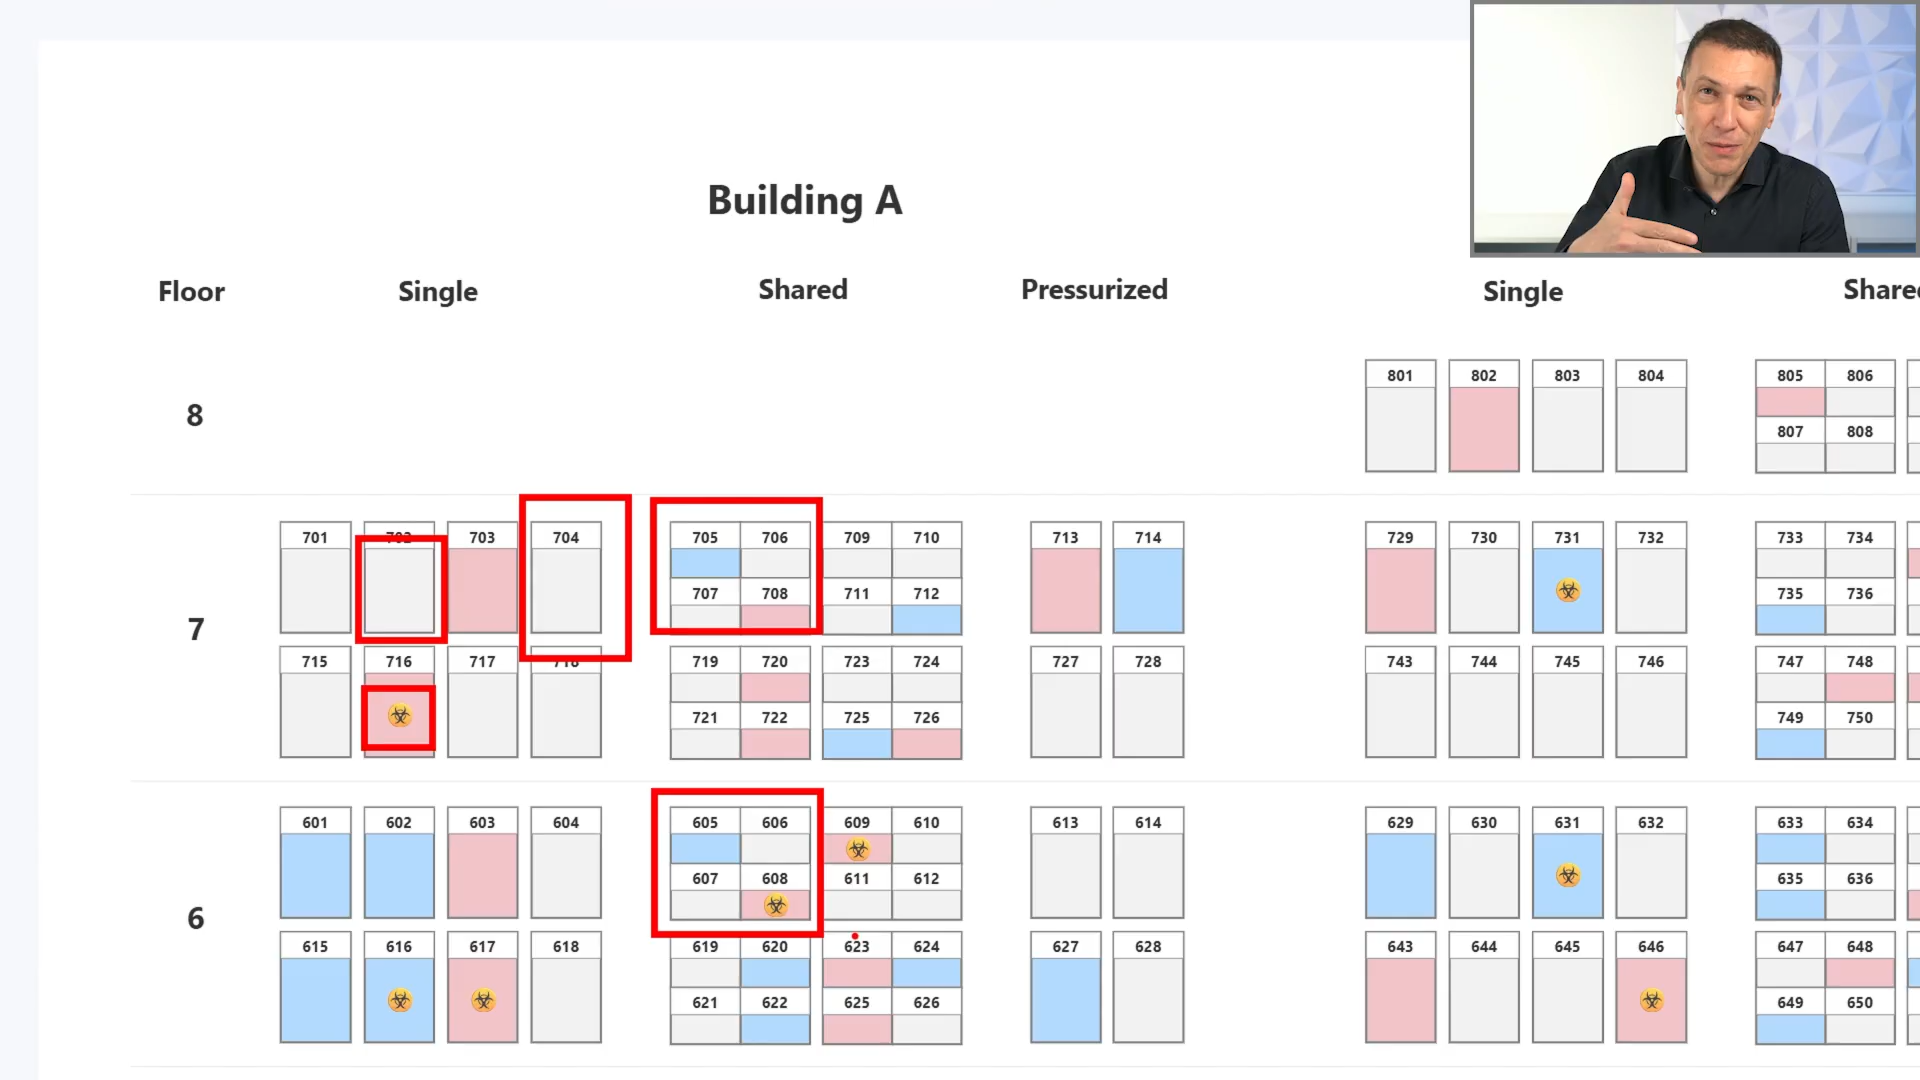 Building A
Floor Single Shared Pressurized Single Shared
8
801 802 803 804 805 806
807 808
7
701 702 703 704 705 706 709 710 713 714 729 730 731 732 733 734
707 708 711 712 735 736
715 716 717 718 719 720 723 724 727 728 743 744 745 746 747 748
721 722 725 726 749 750
6
601 602 603 604 605 606 609 610 613 614 629 630 631 632 633 634
607 608 611 612 635 636
615 616 617 618 619 620 623 624 627 628 643 644 645 646 647 648
621 622 625 626 649 650